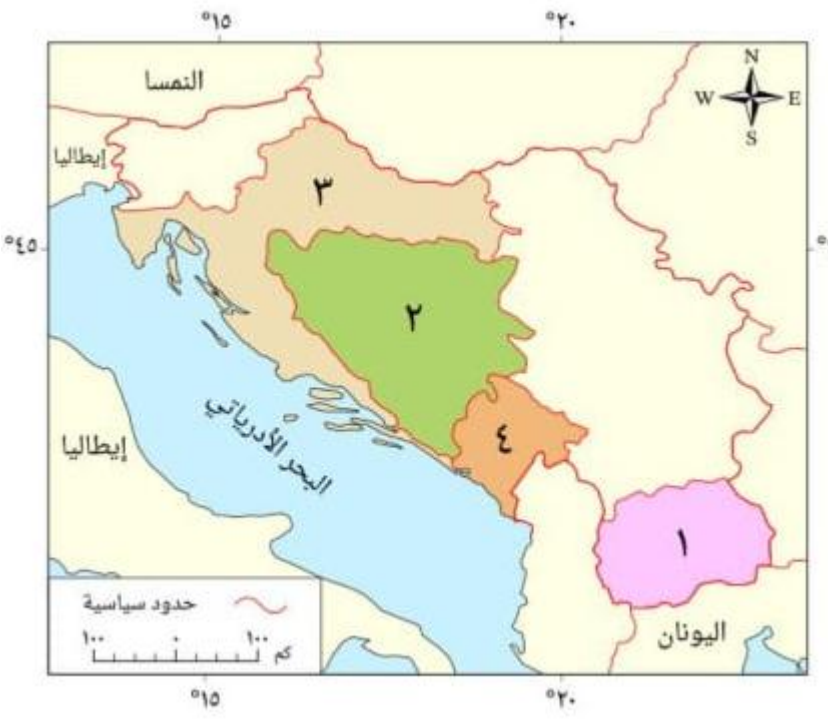 °١٥
°٢٠
N
W E
S
النمسا
إيطاليا
٣
°٤٥
°
٢
البحر الأدرياتي
إيطاليا
٤
١
اليونان
حدود سياسية
١٠٠ ٠ ١٠٠ كم
°١٥
°٢٠